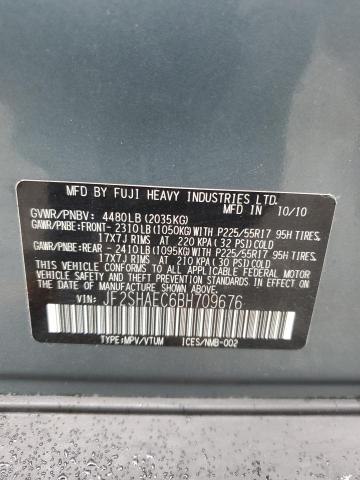 MFD BY FUJI HEAVY INDUSTRIES LTD.
MFD IN 10/10
GVWR/PNBV: 4480LB(2035KG)
GAWR/PNBE:FRONT- 2310LB(1050KG)WITH P225/55R17 95H TIRES,
17X7J RIMS AT 220 KPA(32 PSI)COLD
GAWR/PNBE:REAR - 2410LB(1095KG)WITH P225/55R17 95H TIRES,
17X7J RIMS AT 210 KPA(30 PSI)COLD
THIS VEHICLE CONFORMS TO ALL APPLICABLE FEDERAL MOTOR
VEHICLE SAFETY AND THEFT PREVENTION STANDARDS
IN EFFECT ON THE DATE OF MANUFACTURE SHOWN ABOVE.
VIN: JF2SHAEC6BH709676
TYPE:MPV/VTUM ICES/NMB-002